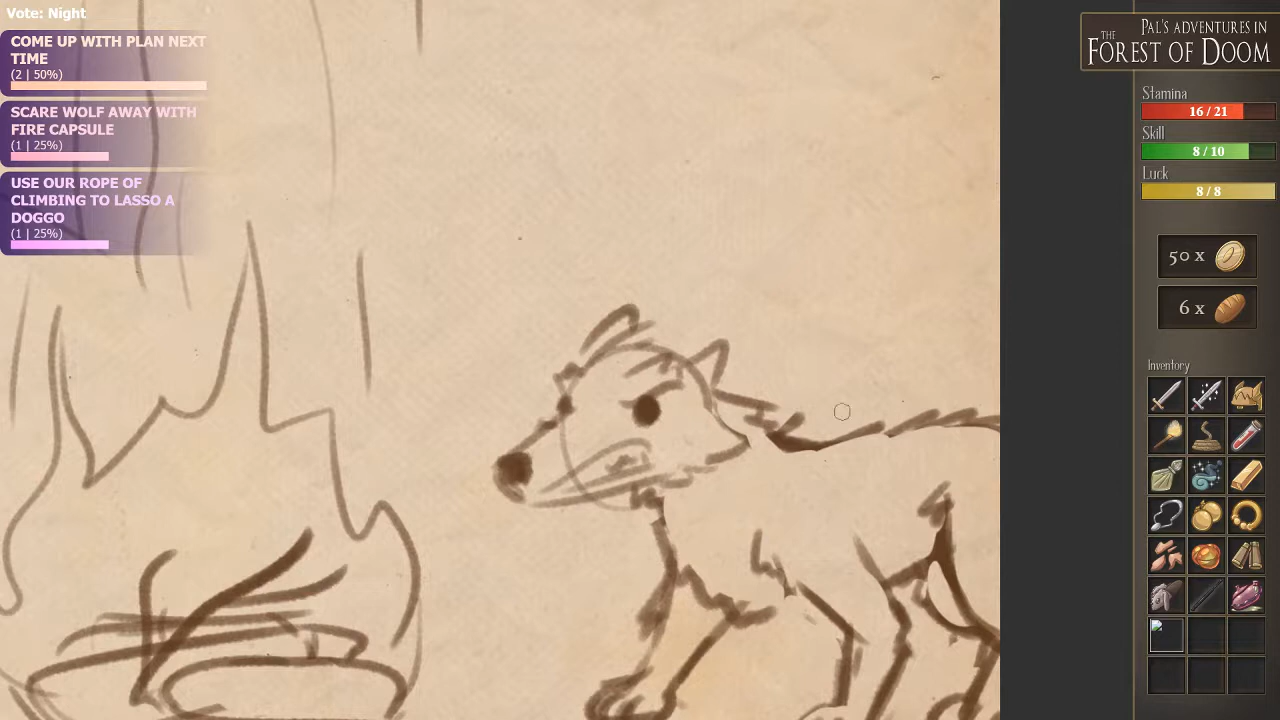 Vote: Night
COME UP WITH PLAN NEXT
TIME
(2 | 50%)
SCARE WOLF AWAY WITH
FIRE CAPSULE
(1 | 25%)
USE OUR ROPE OF
CLIMBING TO LASSO A
DOGGO
(1 | 25%)
PAL'S ADVENTURES IN
THE FOREST OF DOOM
Stamina
16 / 21
Skill
8 / 10
Luck
8 / 8
50 x
6 x
Inventory